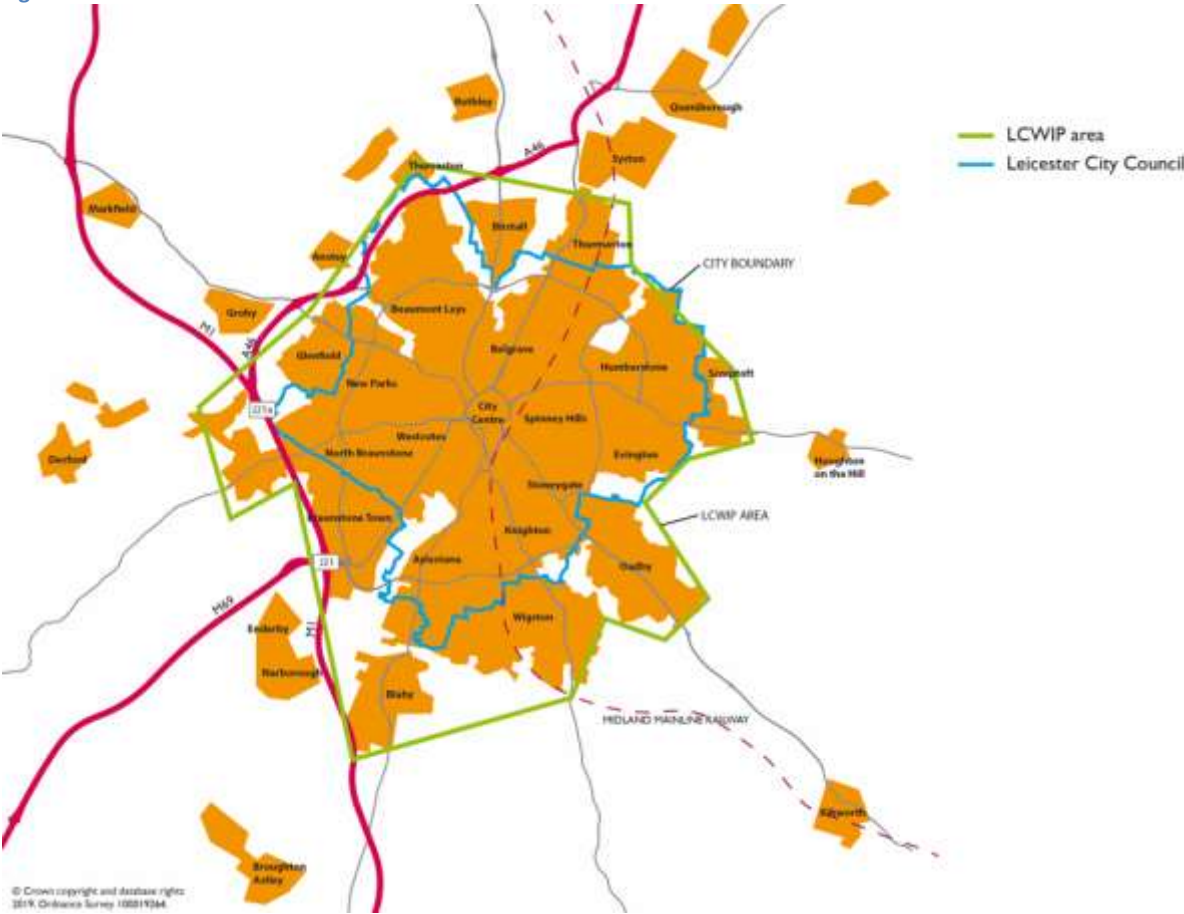 Rothley
Queniborough
A46
Syston
LCWIP area
Leicester City Council
Thurcaston
Markfield
Birstall
Anstey
Thurmaston
CITY BOUNDARY
Groby
Beaumont Leys
M1
A46
Glenfield
Belgrave
New Parks
Humberstone
Scraptoft
21a
City
Centre
Spinney Hills
Westcotes
North Braunstone
Evington
Desford
Houghton
on the Hill
Stoneygate
Braunstone Town
Knighton
LCWIP AREA
Aylestone
Oadby
J21
M69
Wigston
Enderby
M1
Narborough
Blaby
MIDLAND MAINLINE RAILWAY
Kibworth
Broughton
Astley
© Crown copyright and database rights
2019. Ordnance Survey 100019264